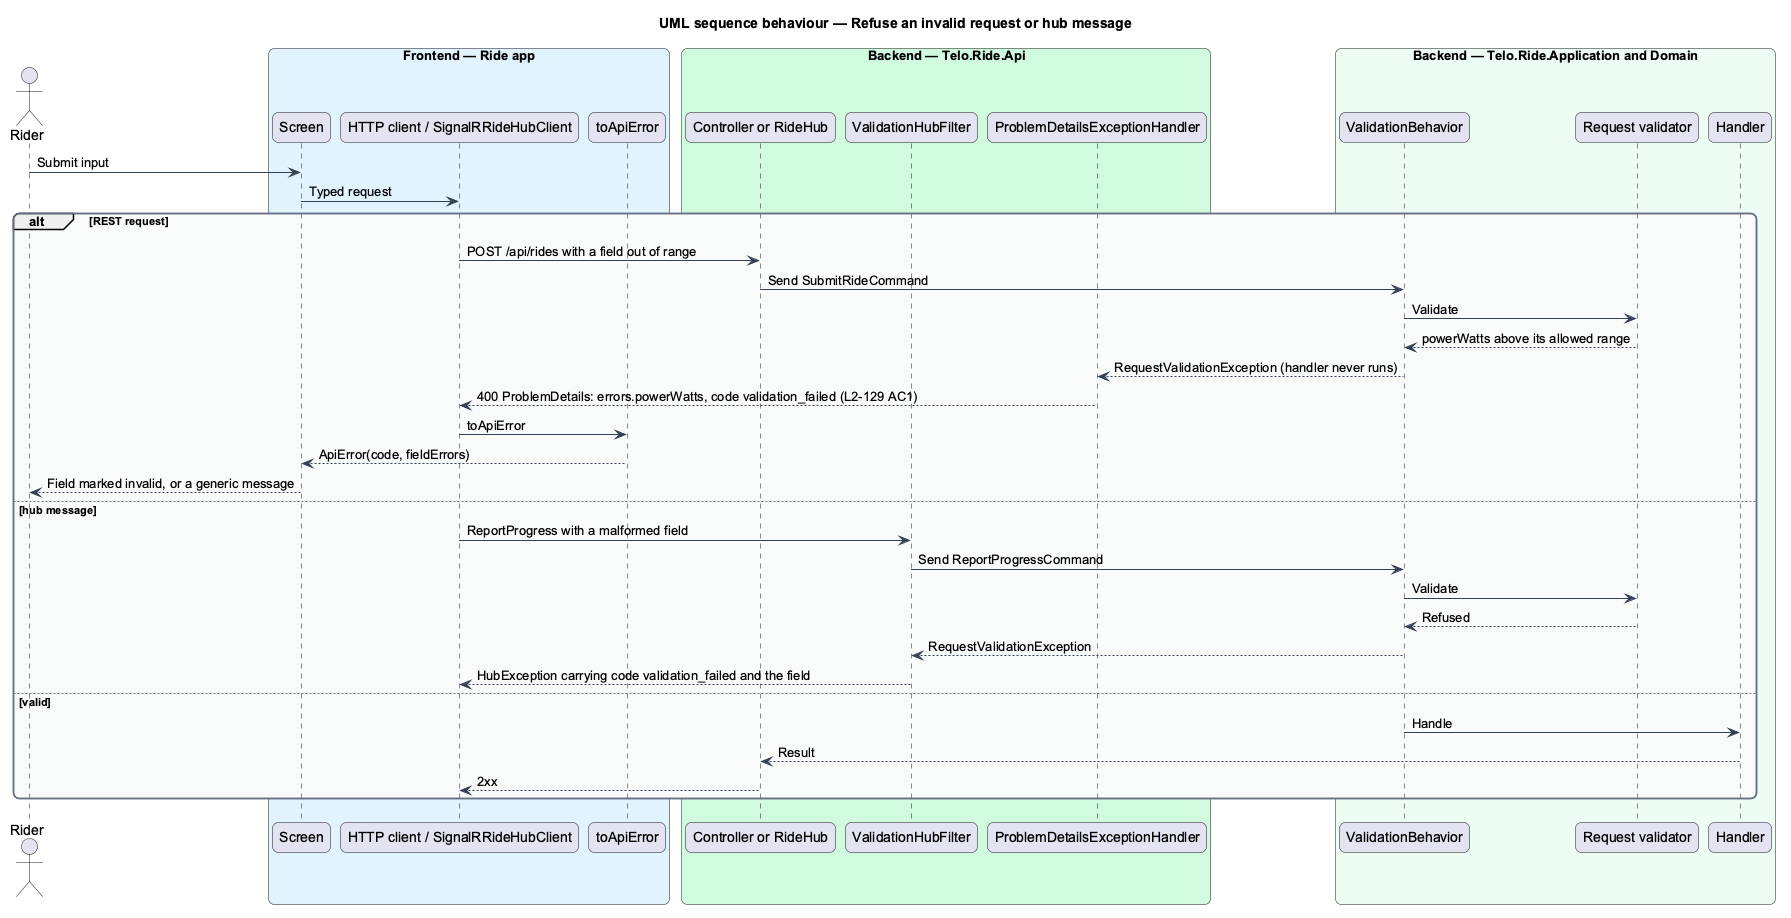 UML sequence behaviour — Refuse an invalid request or hub message
Frontend — Ride app
Backend — Telo.Ride.Api
Backend — Telo.Ride.Application and Domain
Rider
Screen
HTTP client / SignalRRideHubClient
toApiError
Controller or RideHub
ValidationHubFilter
ProblemDetailsExceptionHandler
ValidationBehavior
Request validator
Handler
Submit input
Typed request
alt
[REST request]
POST /api/rides with a field out of range
Send SubmitRideCommand
Validate
powerWatts above its allowed range
RequestValidationException (handler never runs)
400 ProblemDetails: errors.powerWatts, code validation_failed (L2-129 AC1)
toApiError
ApiError(code, fieldErrors)
Field marked invalid, or a generic message
[hub message]
ReportProgress with a malformed field
Send ReportProgressCommand
Validate
Refused
RequestValidationException
HubException carrying code validation_failed and the field
[valid]
Handle
Result
2xx
Rider
Screen
HTTP client / SignalRRideHubClient
toApiError
Controller or RideHub
ValidationHubFilter
ProblemDetailsExceptionHandler
ValidationBehavior
Request validator
Handler